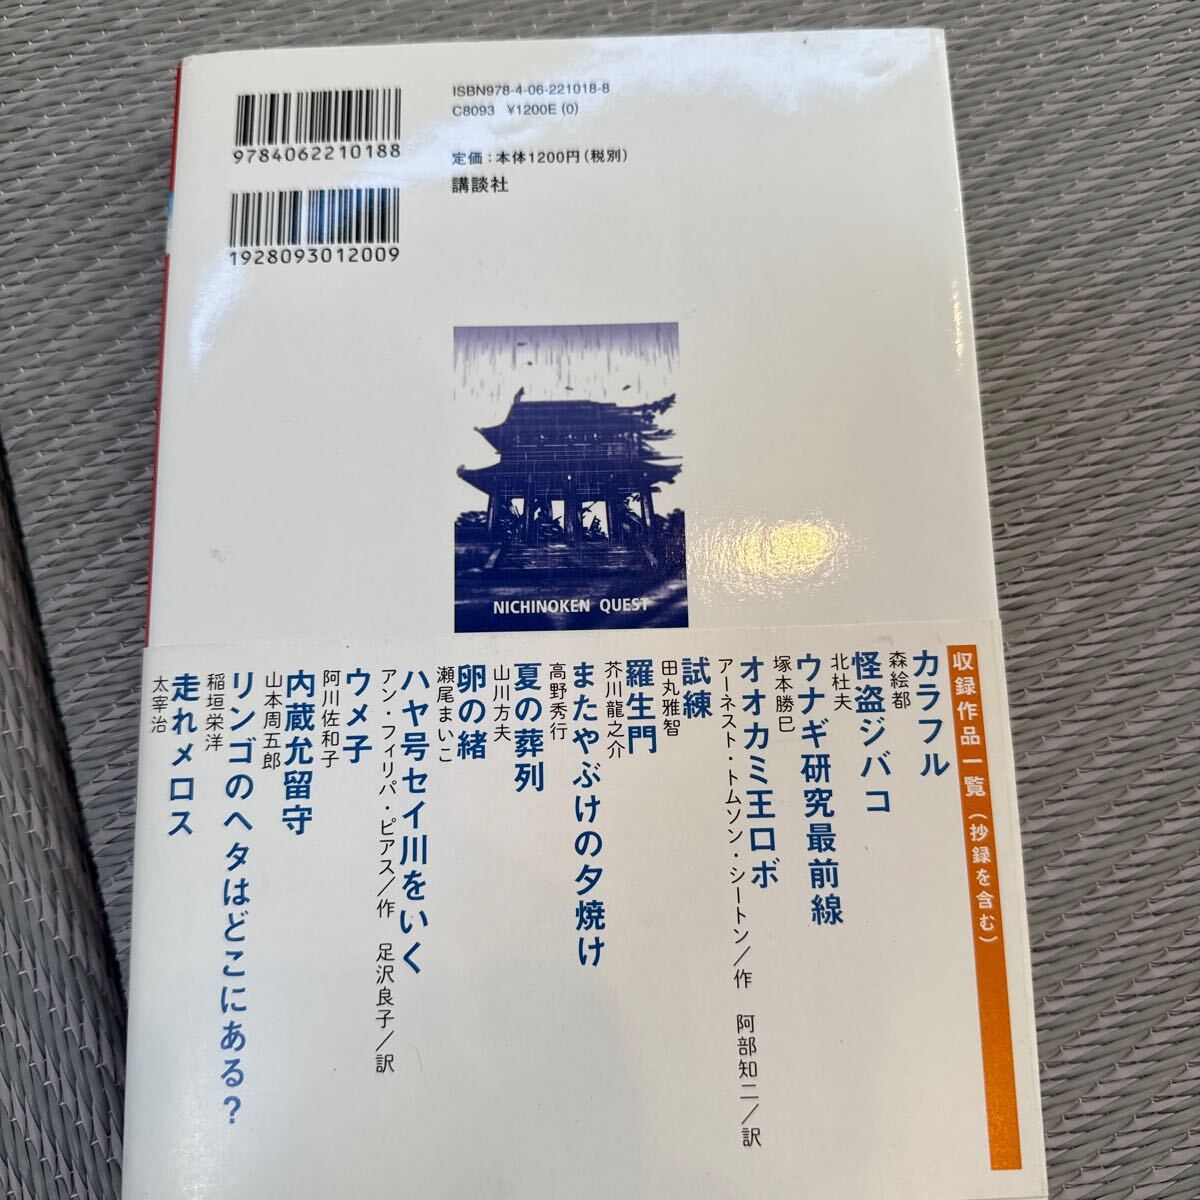 ISBN978-4-06-221018-8
C8093 ¥1200E (0)
9784062210188
定価：本体1200円（税別）
講談社
1928093012009
NICHINOKEN QUEST
収録作品一覧（抄録を含む）
カラフル
森絵都
怪盗ジバコ
北杜夫
ウナギ研究最前線
塚本勝巳
オオカミ王ロボ
アーネスト・トムソン・シートン／作 阿部知二／訳
試練
田丸雅智
羅生門
芥川龍之介
またやぶけの夕焼け
高野秀行
夏の葬列
山川方夫
卵の緒
瀬尾まいこ
ハヤ号セイ川をいく
アン・フィリパ・ピアス／作 足沢良子／訳
ウメ子
阿川佐和子
内蔵允留守
山本周五郎
リンゴのヘタはどこにある？
稲垣栄洋
走れメロス
太宰治